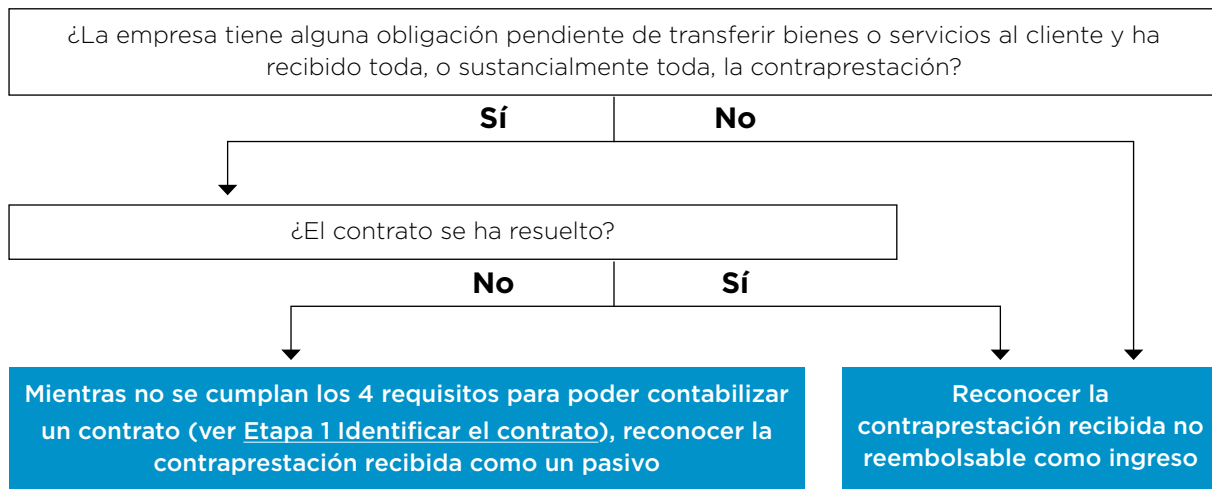 ¿La empresa tiene alguna obligación pendiente de transferir bienes o servicios al cliente y ha
recibido toda, o sustancialmente toda, la contraprestación?
Sí
No
¿El contrato se ha resuelto?
No
Sí
Mientras no se cumplan los 4 requisitos para poder contabilizar
un contrato (ver Etapa 1 Identificar el contrato), reconocer la
contraprestación recibida como un pasivo
Reconocer la
contraprestación recibida no
reembolsable como ingreso